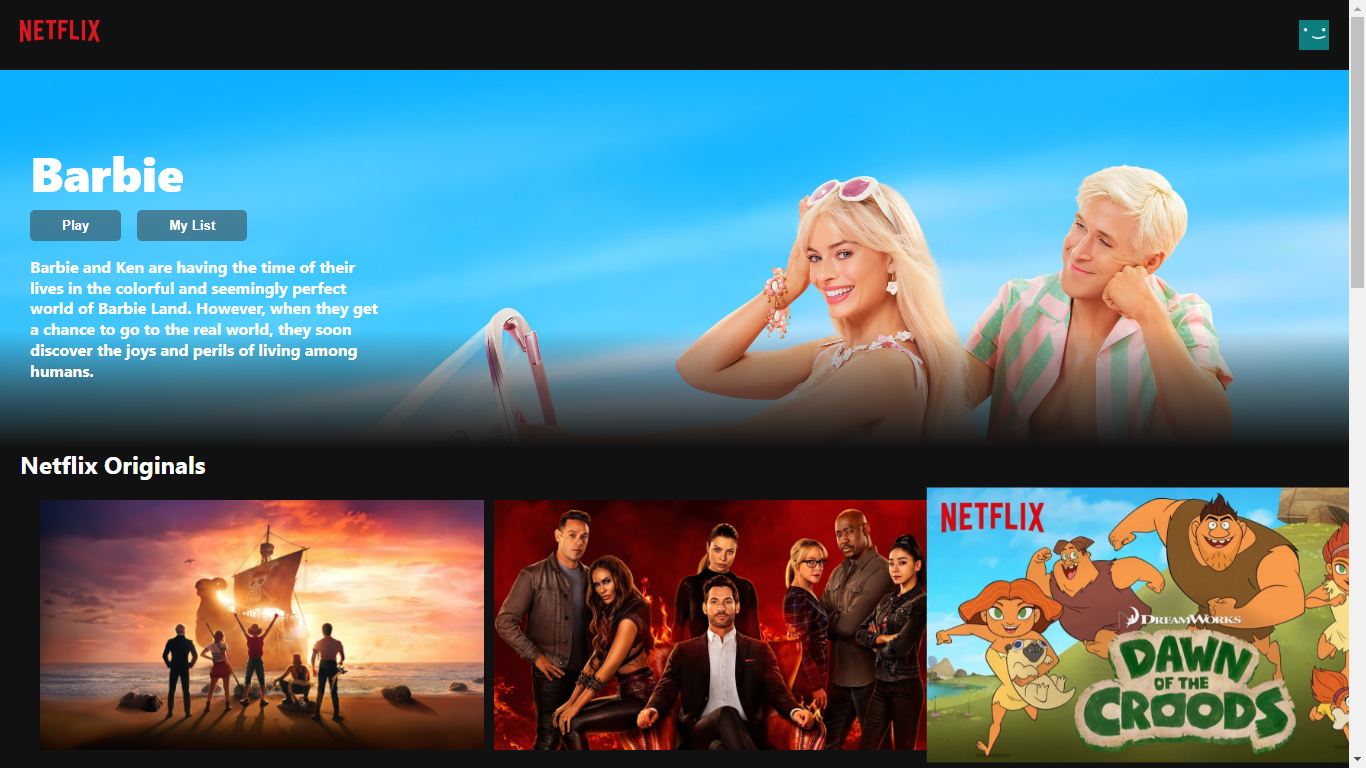 NETFLIX
Barbie
Play
My List
Barbie and Ken are having the time of their
lives in the colorful and seemingly perfect
world of Barbie Land. However, when they get
a chance to go to the real world, they soon
discover the joys and perils of living among
humans.
Netflix Originals
NETFLIX
DREAMWORKS
DAWN
OF THE
CROODS